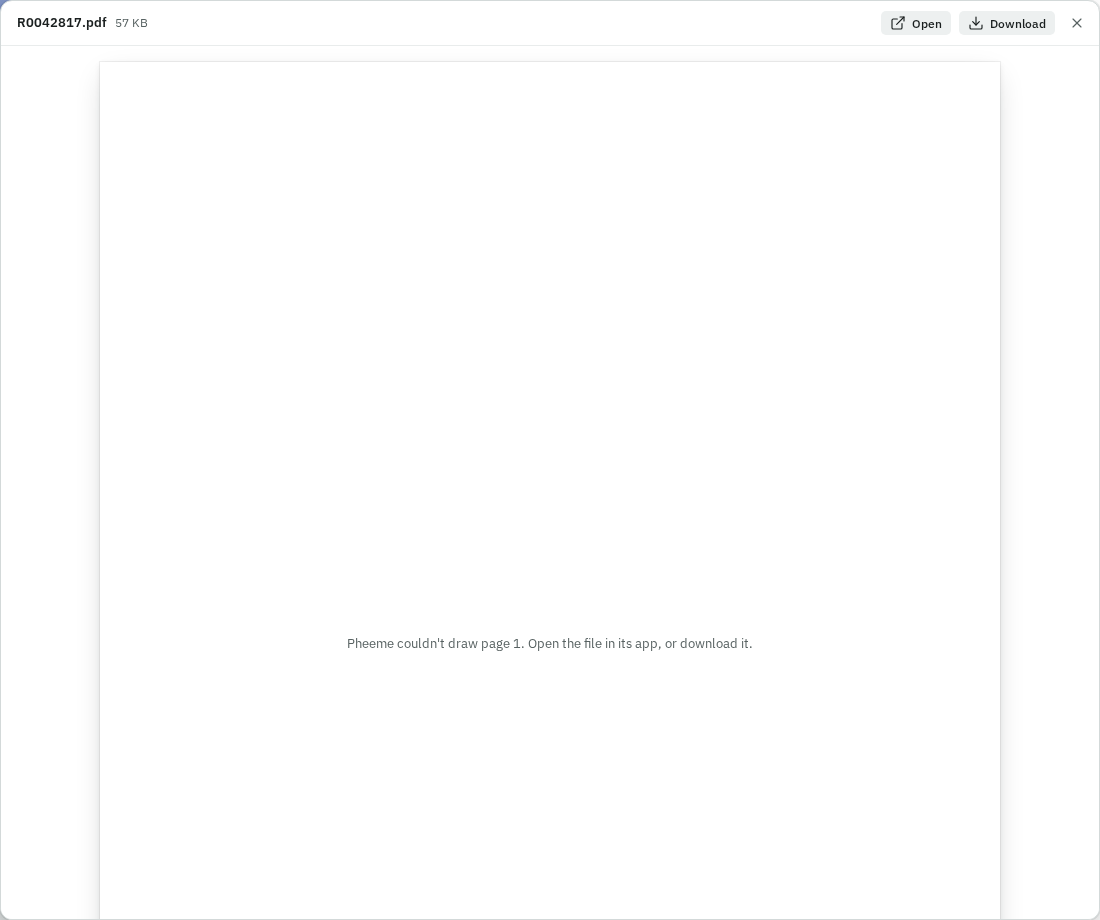 R0042817.pdf 57 KB Open Download
Pheeme couldn't draw page 1. Open the file in its app, or download it.